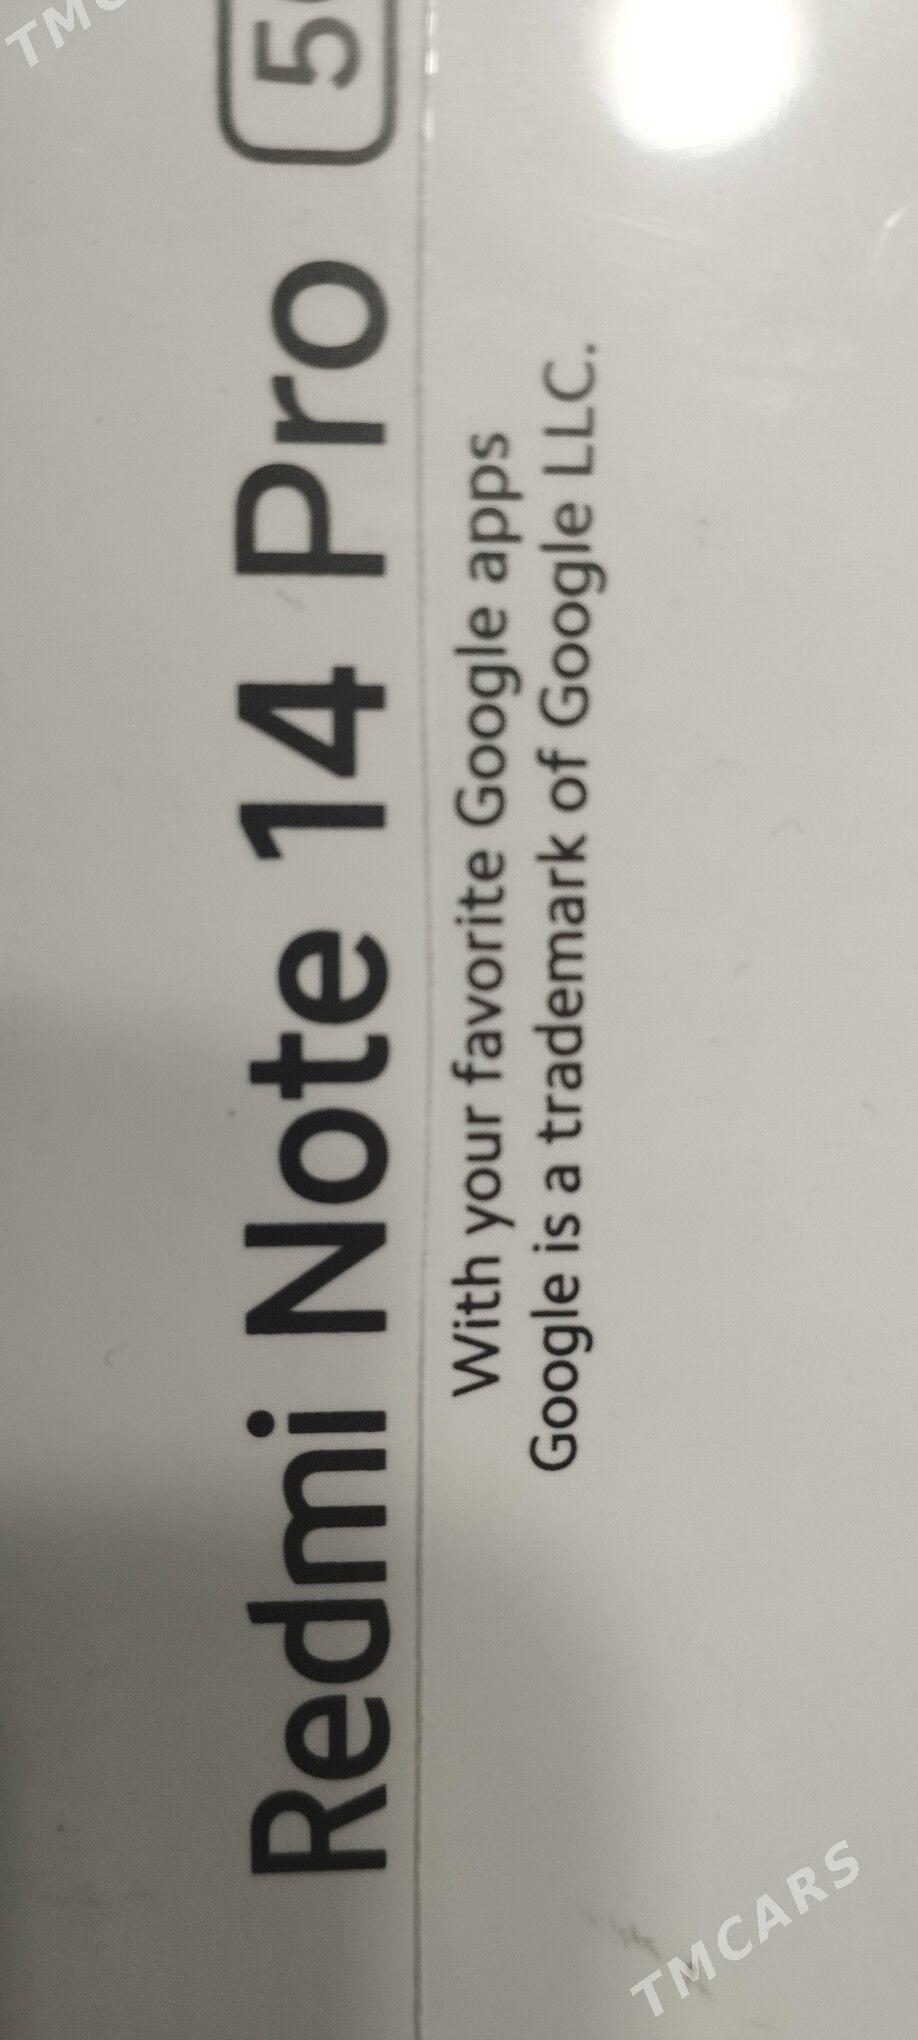 Redmi Note 14 Pro
With your favorite Google apps
Google is a trademark of Google LLC.
TMCARS